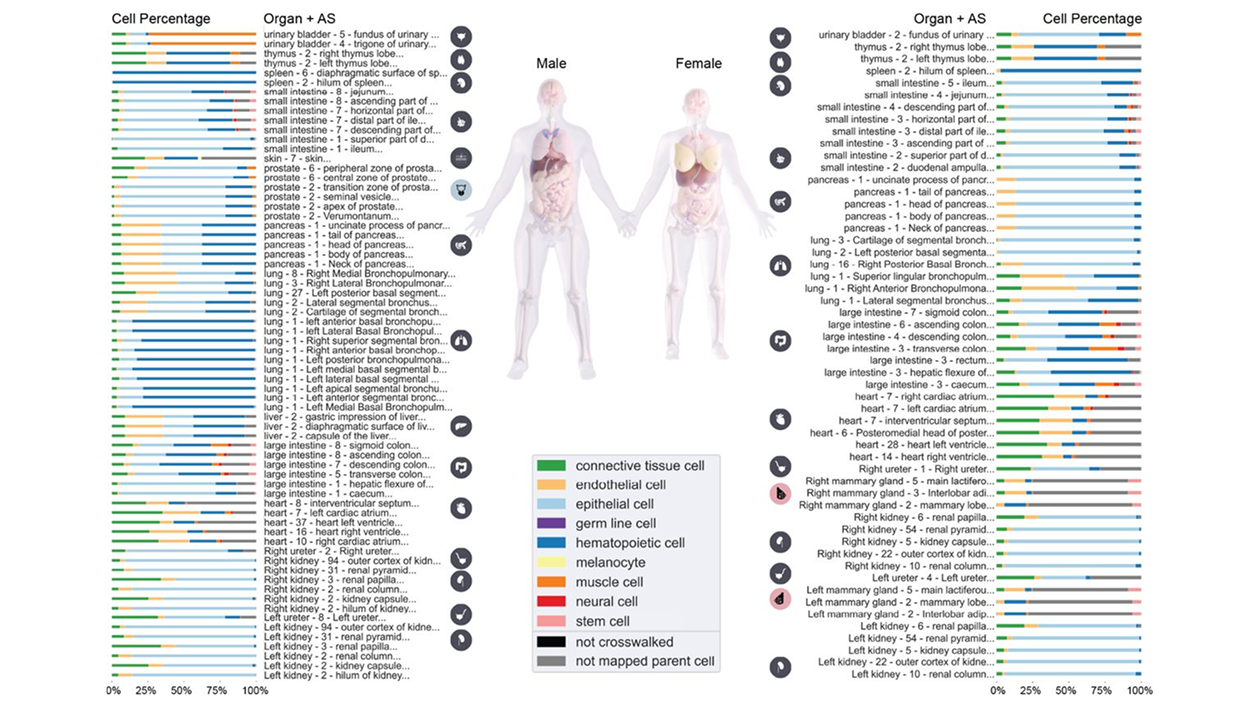 Cell Percentage
Organ + AS
urinary bladder - 5 - fundus of urinary ...
urinary bladder - 4 - trigone of urinary...
thymus - 2 - right thymus lobe...
thymus - 2 - left thymus lobe...
spleen - 6 - diaphragmatic surface of sp...
spleen - 2 - hilum of spleen...
small intestine - 8 - jejunum...
small intestine - 8 - ascending part of ...
small intestine - 7 - horizontal part of...
small intestine - 7 - distal part of ile...
small intestine - 7 - descending part of...
small intestine - 1 - superior part of d...
small intestine - 1 - ileum...
skin - 7 - skin...
prostate - 6 - peripheral zone of prosta...
prostate - 6 - central zone of prostate...
prostate - 2 - transition zone of prosta...
prostate - 2 - seminal vesicle...
prostate - 2 - apex of prostate...
prostate - 2 - Verumontanum...
pancreas - 1 - uncinate process of pancr...
pancreas - 1 - tail of pancreas...
pancreas - 1 - head of pancreas...
pancreas - 1 - body of pancreas...
pancreas - 1 - Neck of pancreas...
lung - 8 - Right Medial Bronchopulmonary...
lung - 3 - Right Lateral Bronchopulmonar...
lung - 27 - Left posterior basal segment...
lung - 2 - Lateral segmental bronchus...
lung - 2 - Cartilage of segmental bronch...
lung - 1 - left anterior basal bronchopu...
lung - 1 - left Lateral Basal Bronchopul...
lung - 1 - Right superior segmental bron...
lung - 1 - Right anterior basal bronchop...
lung - 1 - Left posterior bronchopulmona...
lung - 1 - Left medial basal segmental b...
lung - 1 - Left lateral basal segmental ...
lung - 1 - Left apical segmental bronchu...
lung - 1 - Left anterior segmental bronc...
lung - 1 - Left Medial Basal Bronchopulm...
liver - 2 - gastric impression of liver...
liver - 2 - diaphragmatic surface of liv...
liver - 2 - capsule of the liver...
large intestine - 8 - sigmoid colon...
large intestine - 8 - ascending colon...
large intestine - 7 - descending colon...
large intestine - 5 - transverse colon...
large intestine - 1 - hepatic flexure of...
large intestine - 1 - caecum...
heart - 8 - interventricular septum...
heart - 7 - left cardiac atrium...
heart - 37 - heart left ventricle...
heart - 16 - heart right ventricle...
heart - 10 - right cardiac atrium...
Right ureter - 2 - Right ureter...
Right kidney - 94 - outer cortex of kidn...
Right kidney - 31 - renal pyramid...
Right kidney - 3 - renal papilla...
Right kidney - 2 - renal column...
Right kidney - 2 - kidney capsule...
Right kidney - 2 - hilum of kidney...
Left ureter - 8 - Left ureter...
Left kidney - 94 - outer cortex of kidne...
Left kidney - 31 - renal pyramid...
Left kidney - 3 - renal papilla...
Left kidney - 2 - renal column...
Left kidney - 2 - kidney capsule...
Left kidney - 2 - hilum of kidney...
0% 25% 50% 75% 100%
Male
Female
connective tissue cell
endothelial cell
epithelial cell
germ line cell
hematopoietic cell
melanocyte
muscle cell
neural cell
stem cell
not crosswalked
not mapped parent cell
Organ + AS
Cell Percentage
urinary bladder - 2 - fundus of urinary ...
thymus - 2 - right thymus lobe...
thymus - 2 - left thymus lobe...
spleen - 2 - hilum of spleen...
small intestine - 5 - ileum...
small intestine - 4 - jejunum...
small intestine - 4 - descending part of...
small intestine - 3 - horizontal part of...
small intestine - 3 - distal part of ile...
small intestine - 3 - ascending part of ...
small intestine - 2 - superior part of d...
small intestine - 2 - duodenal ampulla...
pancreas - 1 - uncinate process of pancr...
pancreas - 1 - tail of pancreas...
pancreas - 1 - head of pancreas...
pancreas - 1 - body of pancreas...
pancreas - 1 - Neck of pancreas...
lung - 3 - Cartilage of segmental bronch...
lung - 2 - Left posterior basal segmenta...
lung - 16 - Right Posterior Basal Bronch...
lung - 1 - Superior lingular bronchopulm...
lung - 1 - Right Anterior Bronchopulmona...
lung - 1 - Lateral segmental bronchus...
large intestine - 7 - sigmoid colon...
large intestine - 6 - ascending colon...
large intestine - 4 - descending colon...
large intestine - 3 - transverse colon...
large intestine - 3 - rectum...
large intestine - 3 - hepatic flexure of...
large intestine - 3 - caecum...
heart - 7 - right cardiac atrium...
heart - 7 - left cardiac atrium...
heart - 7 - interventricular septum...
heart - 6 - Posteromedial head of poster...
heart - 28 - heart left ventricle...
heart - 14 - heart right ventricle...
Right ureter - 1 - Right ureter...
Right mammary gland - 5 - main lactifero...
Right mammary gland - 3 - Interlobar adi...
Right mammary gland - 2 - mammary lobe...
Right kidney - 6 - renal papilla...
Right kidney - 54 - renal pyramid...
Right kidney - 5 - kidney capsule...
Right kidney - 22 - outer cortex of kidn...
Right kidney - 10 - renal column...
Left ureter - 4 - Left ureter...
Left mammary gland - 5 - main lactiferou...
Left mammary gland - 2 - mammary lobe...
Left mammary gland - 2 - Interlobar adip...
Left kidney - 6 - renal papilla...
Left kidney - 54 - renal pyramid...
Left kidney - 5 - kidney capsule...
Left kidney - 22 - outer cortex of kidne...
Left kidney - 10 - renal column...
0% 25% 50% 75% 100%